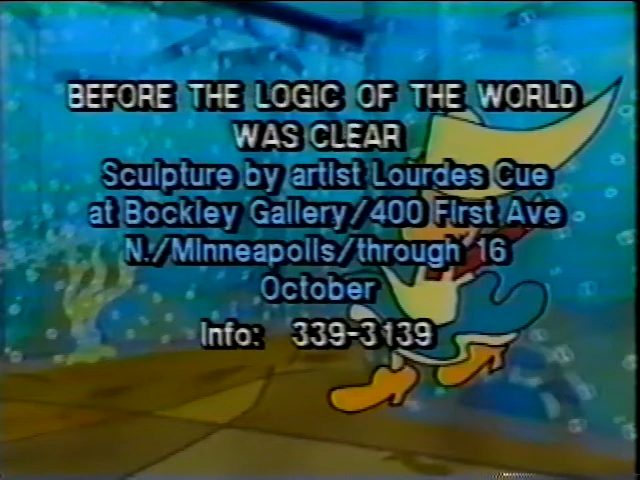 BEFORE THE LOGIC OF THE WORLD
WAS CLEAR
Sculpture by artist Lourdes Cue
at Bockley Gallery/400 First Ave
N./Minneapolis/through 16
October
Info: 339-3139